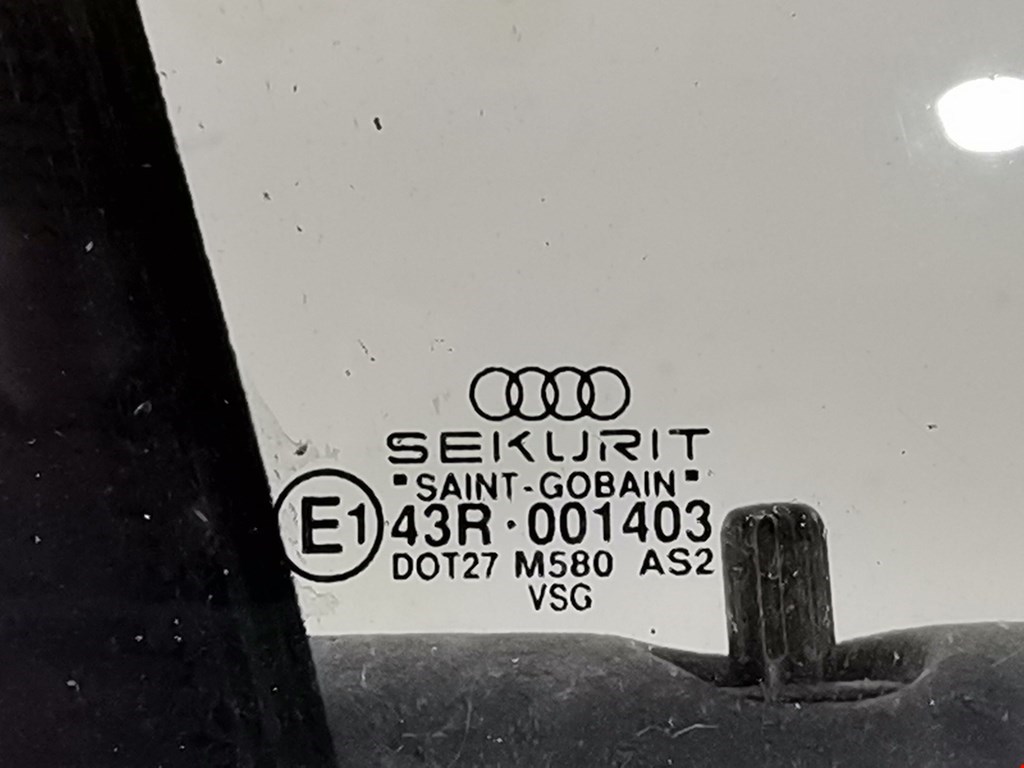 SEKURIT
"SAINT-GOBAIN"
E1 43R·001403
DOT27 M580 AS2
VSG